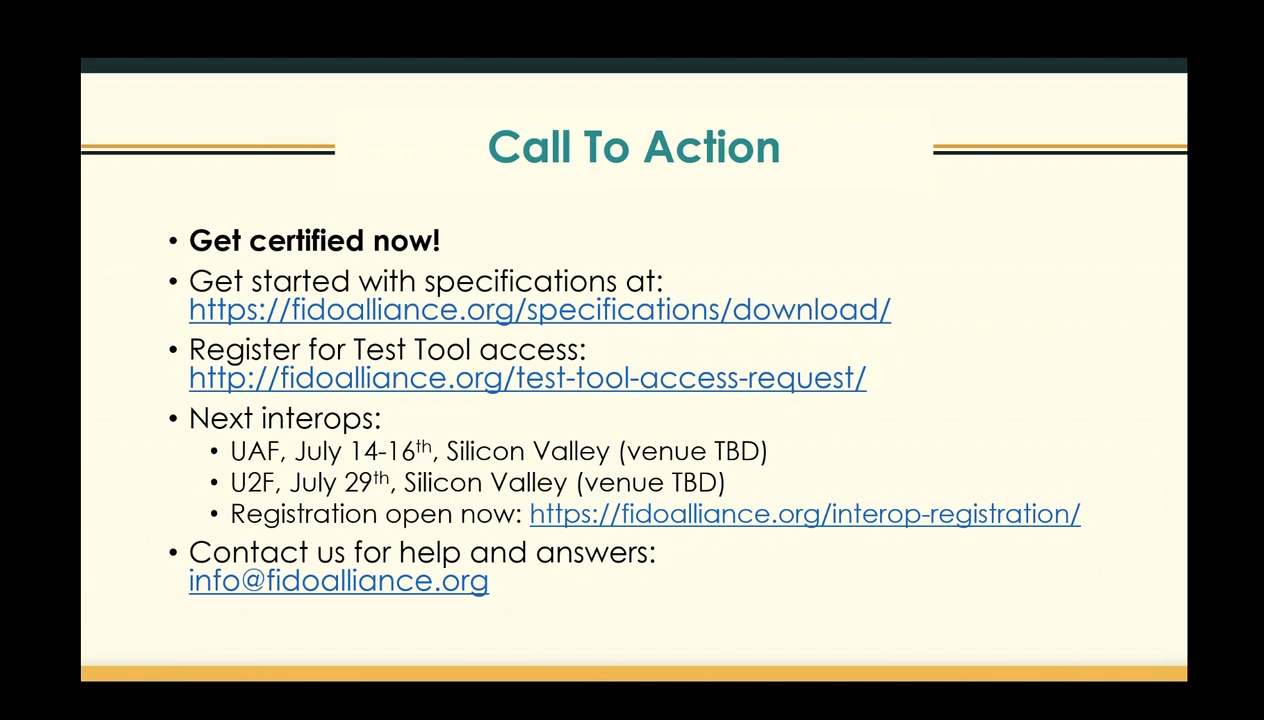 Call To Action
• Get certified now!
• Get started with specifications at:
https://fidoalliance.org/specifications/download/
• Register for Test Tool access:
http://fidoalliance.org/test-tool-access-request/
• Next interops:
• UAF, July 14-16th, Silicon Valley (venue TBD)
• U2F, July 29th, Silicon Valley (venue TBD)
• Registration open now: https://fidoalliance.org/interop-registration/
• Contact us for help and answers:
info@fidoalliance.org